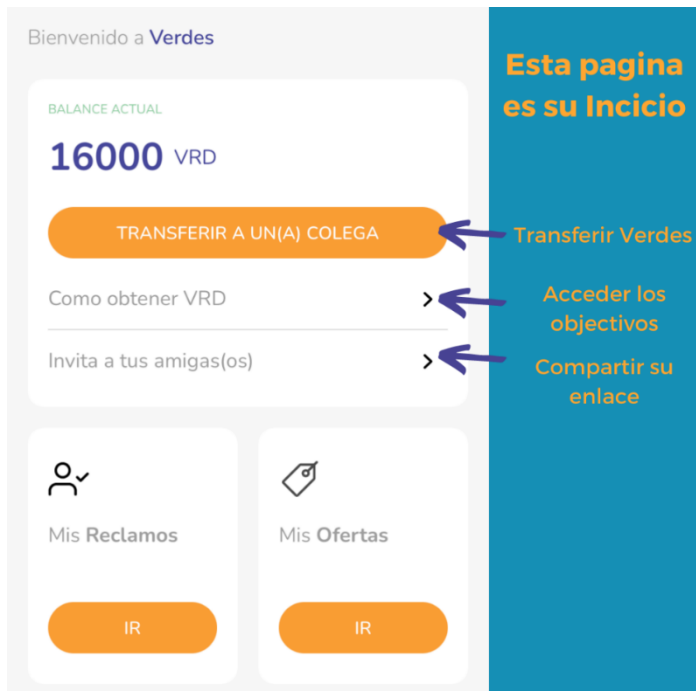 Bienvenido a Verdes
BALANCE ACTUAL
16000 VRD
TRANSFERIR A UN(A) COLEGA
Como obtener VRD
Invita a tus amigas(os)
Mis Reclamos
IR
Mis Ofertas
IR
Esta pagina
es su Incicio
Transferir Verdes
Acceder los
objectivos
Compartir su
enlace